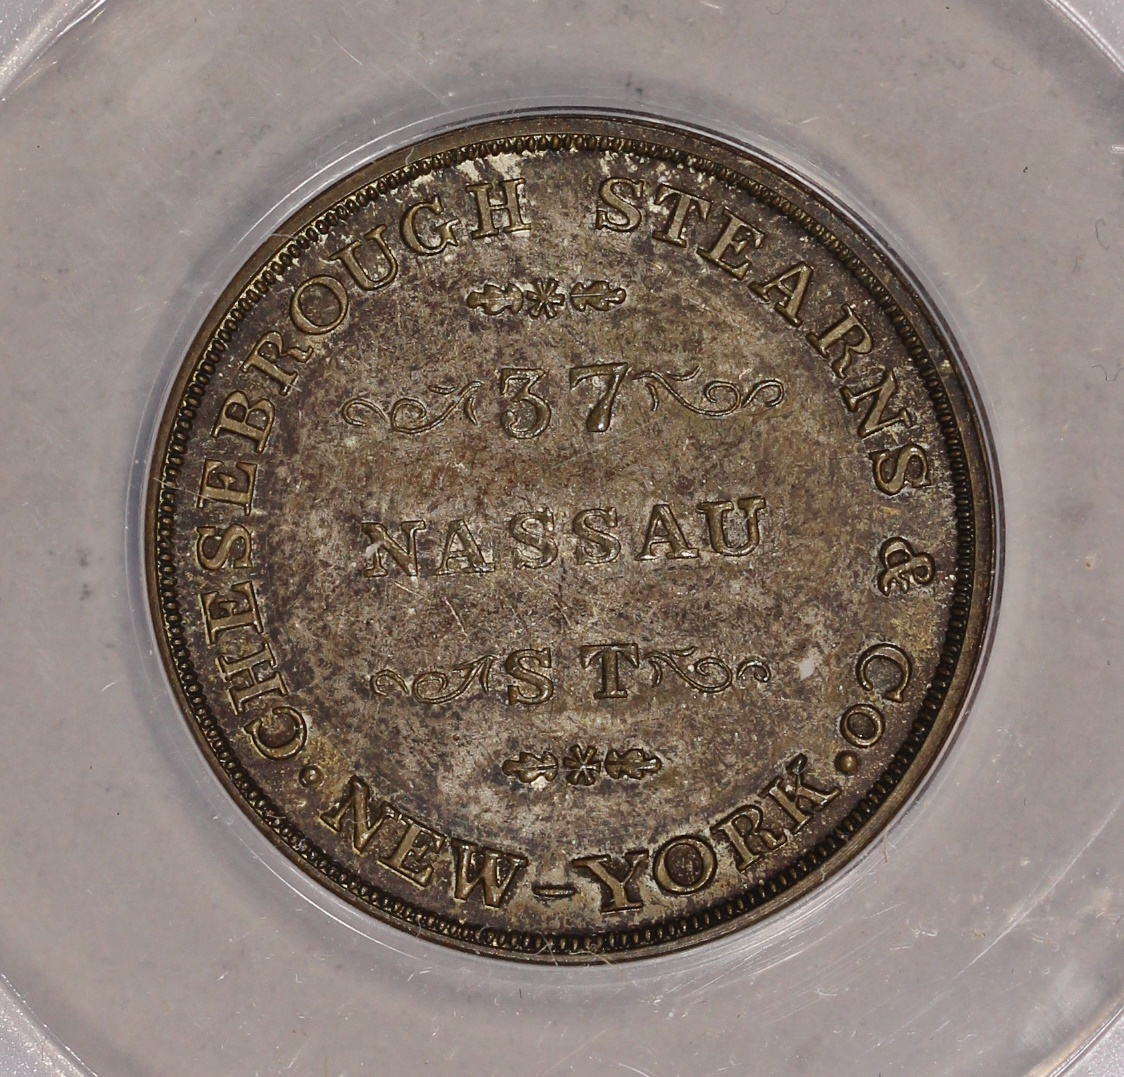 CHESEBROUGH STEARNS & Co
37
NASSAU
ST
NEW-YORK